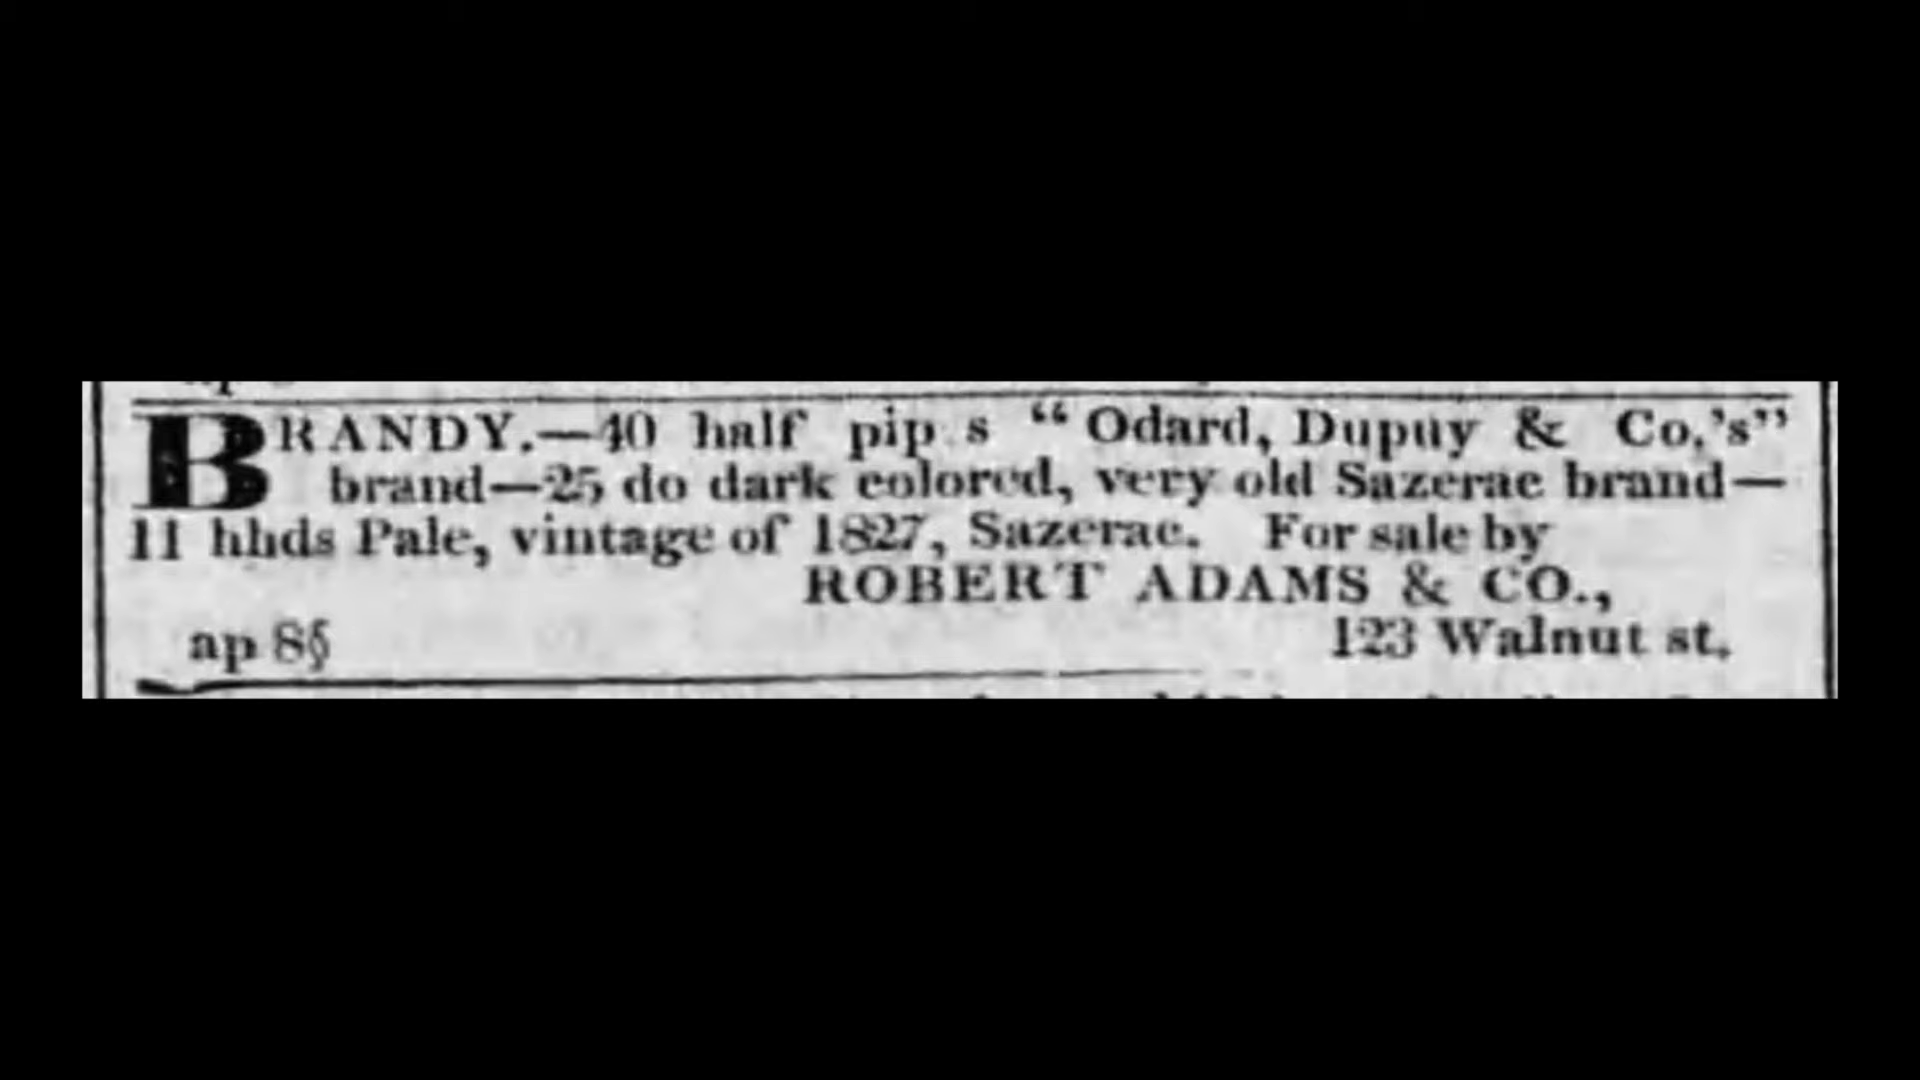 BRANDY.—40 half pip s “Odard, Dupuy & Co.'s”
brand—25 do dark colored, very old Sazerac brand—
11 hhds Pale, vintage of 1827, Sazerac. For sale by
ROBERT ADAMS & CO.,
ap 8§ 123 Walnut st.